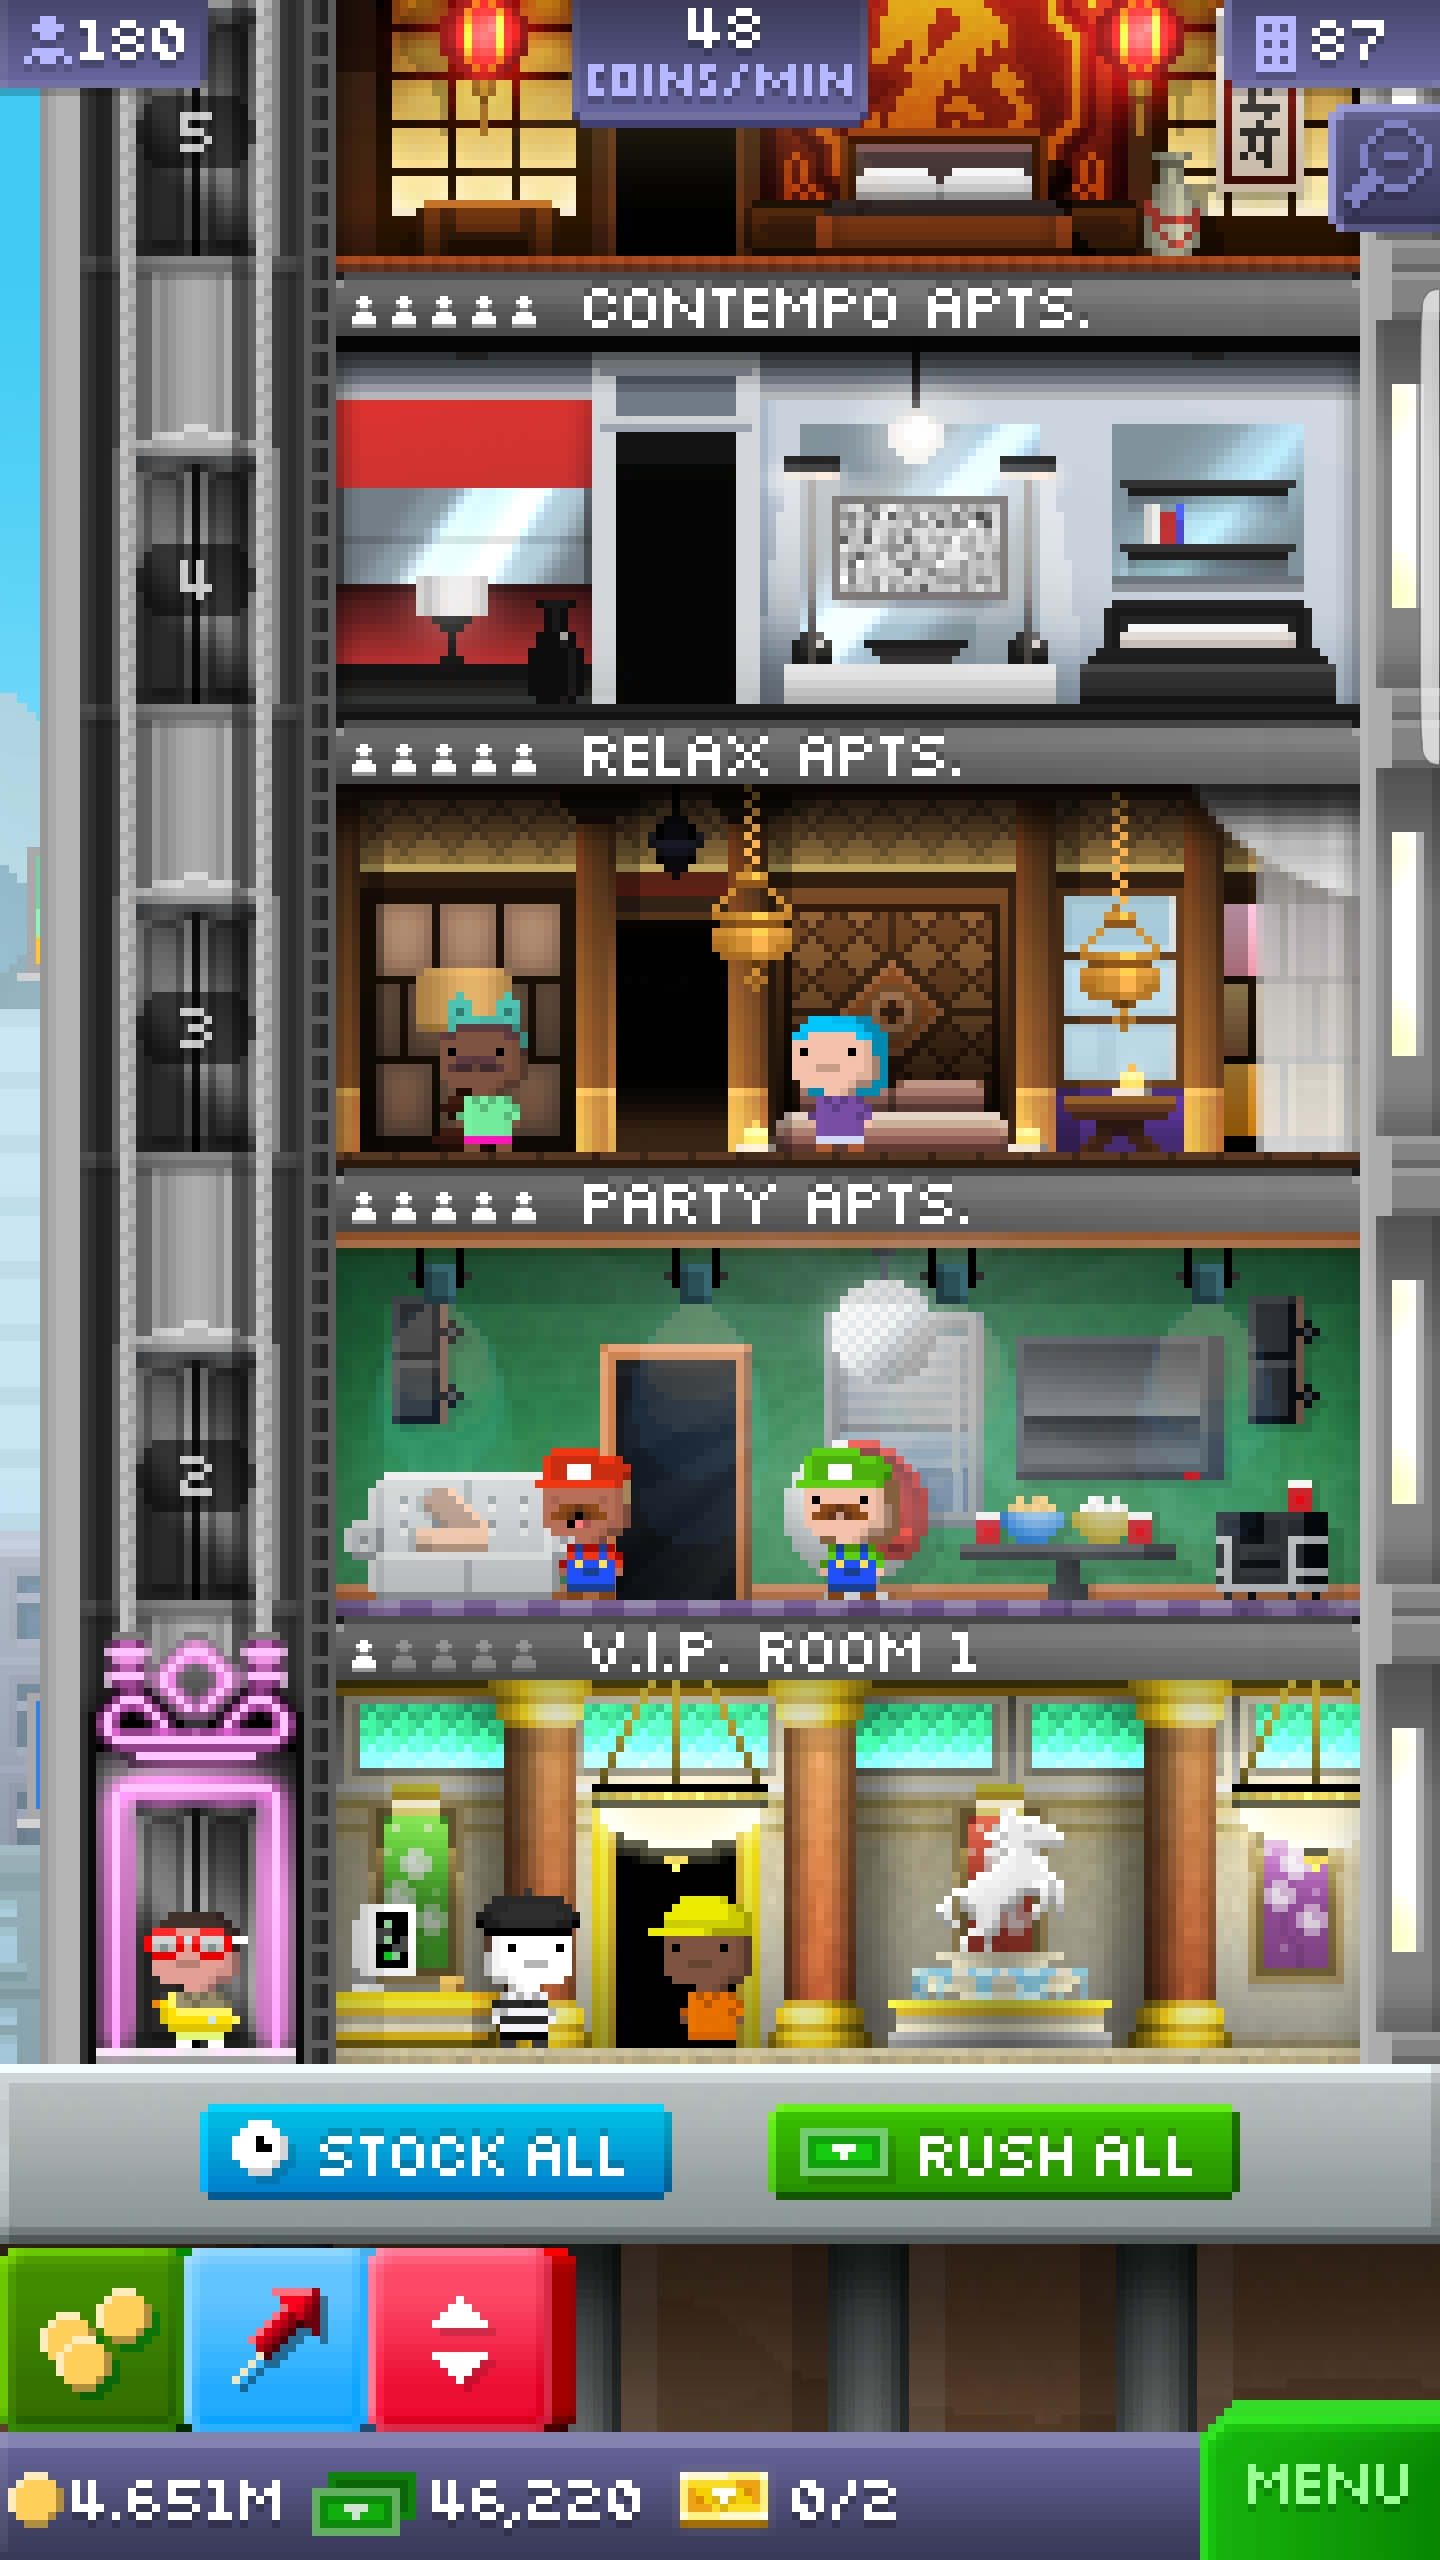 180
48
COINS/MIN
87
5
CONTEMPO APTS.
4
RELAX APTS.
3
PARTY APTS.
2
V.I.P. ROOM 1
STOCK ALL
RUSH ALL
4.651M
46,220
0/2
MENU